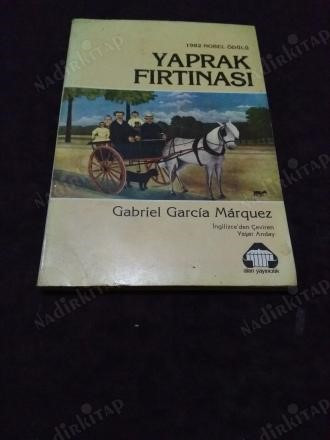 1982 NOBEL ÖDÜLÜ
YAPRAK
FIRTINASI
Gabriel García Márquez
İngilizce'den Çeviren
Yaşar Anday
alan yayıncılık
NadirKitap